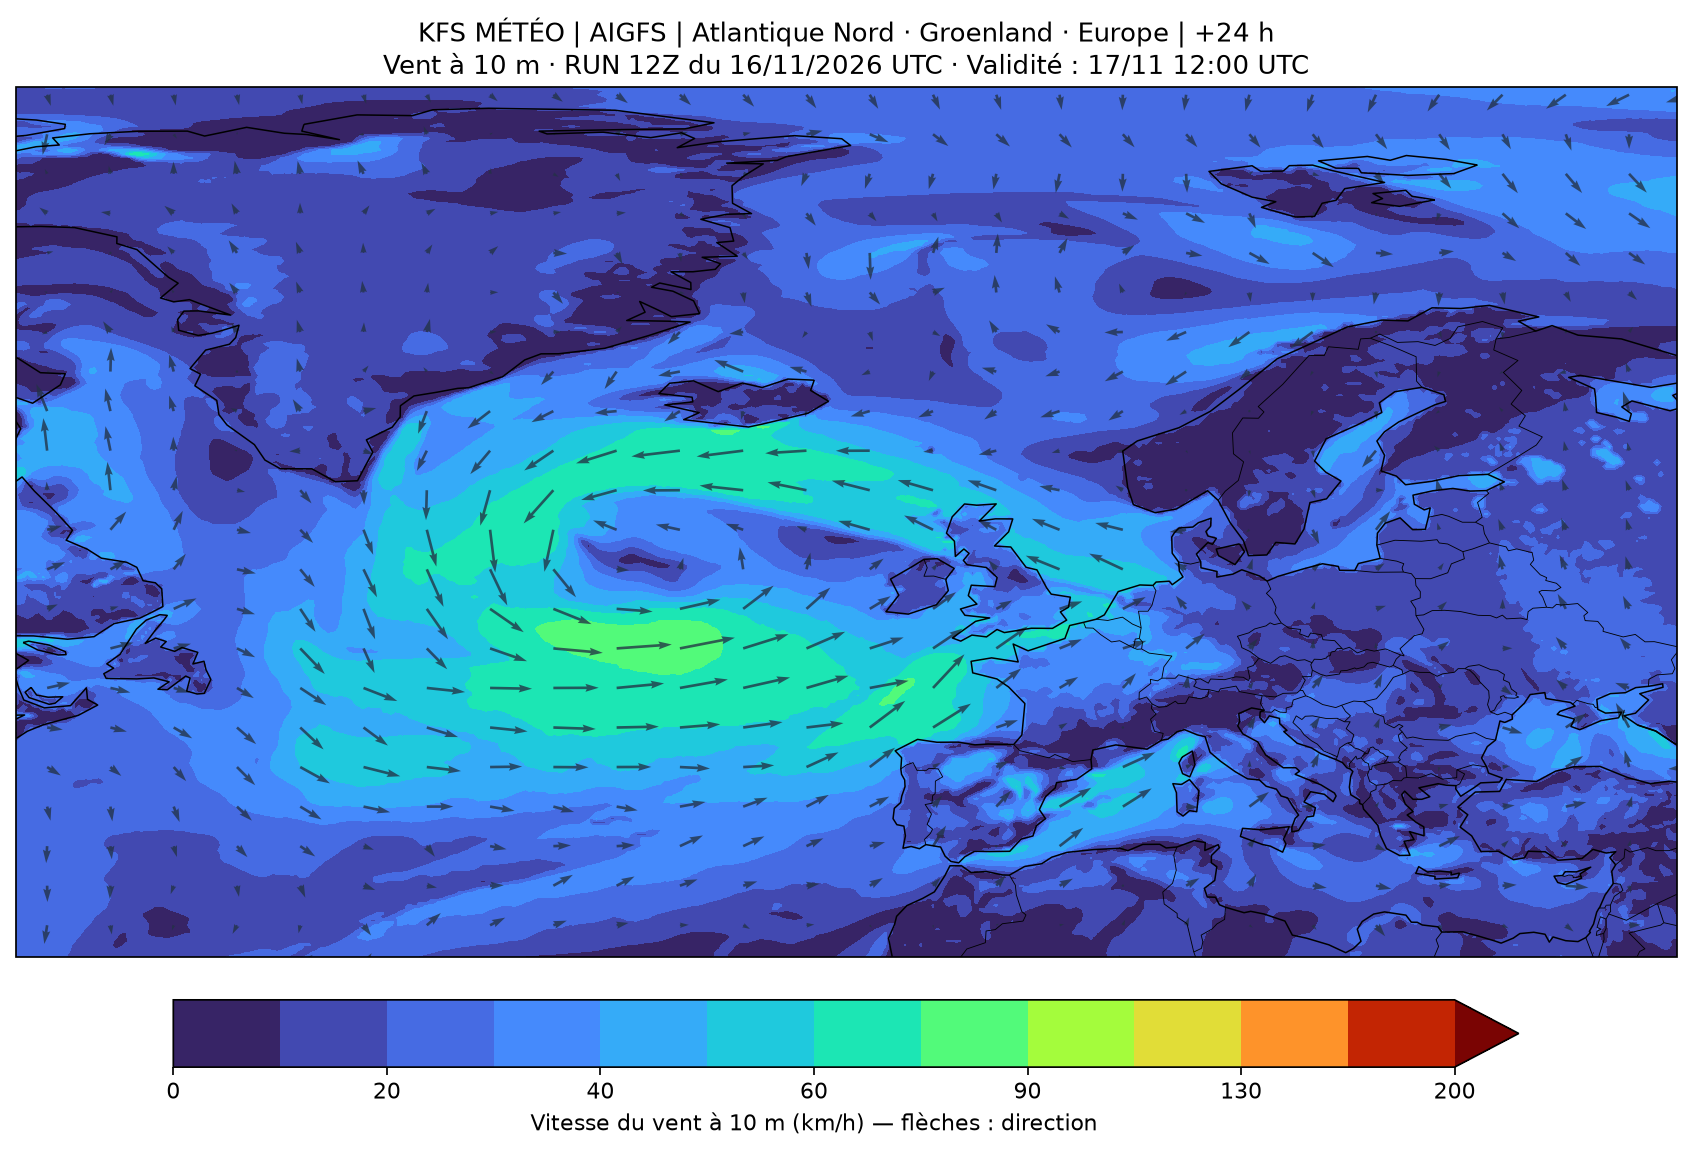 KFS MÉTÉO | AIGFS | Atlantique Nord · Groenland · Europe | +24 h
Vent à 10 m · RUN 12Z du 16/11/2026 UTC · Validité : 17/11 12:00 UTC
0 20 40 60 90 130 200
Vitesse du vent à 10 m (km/h) — flèches : direction